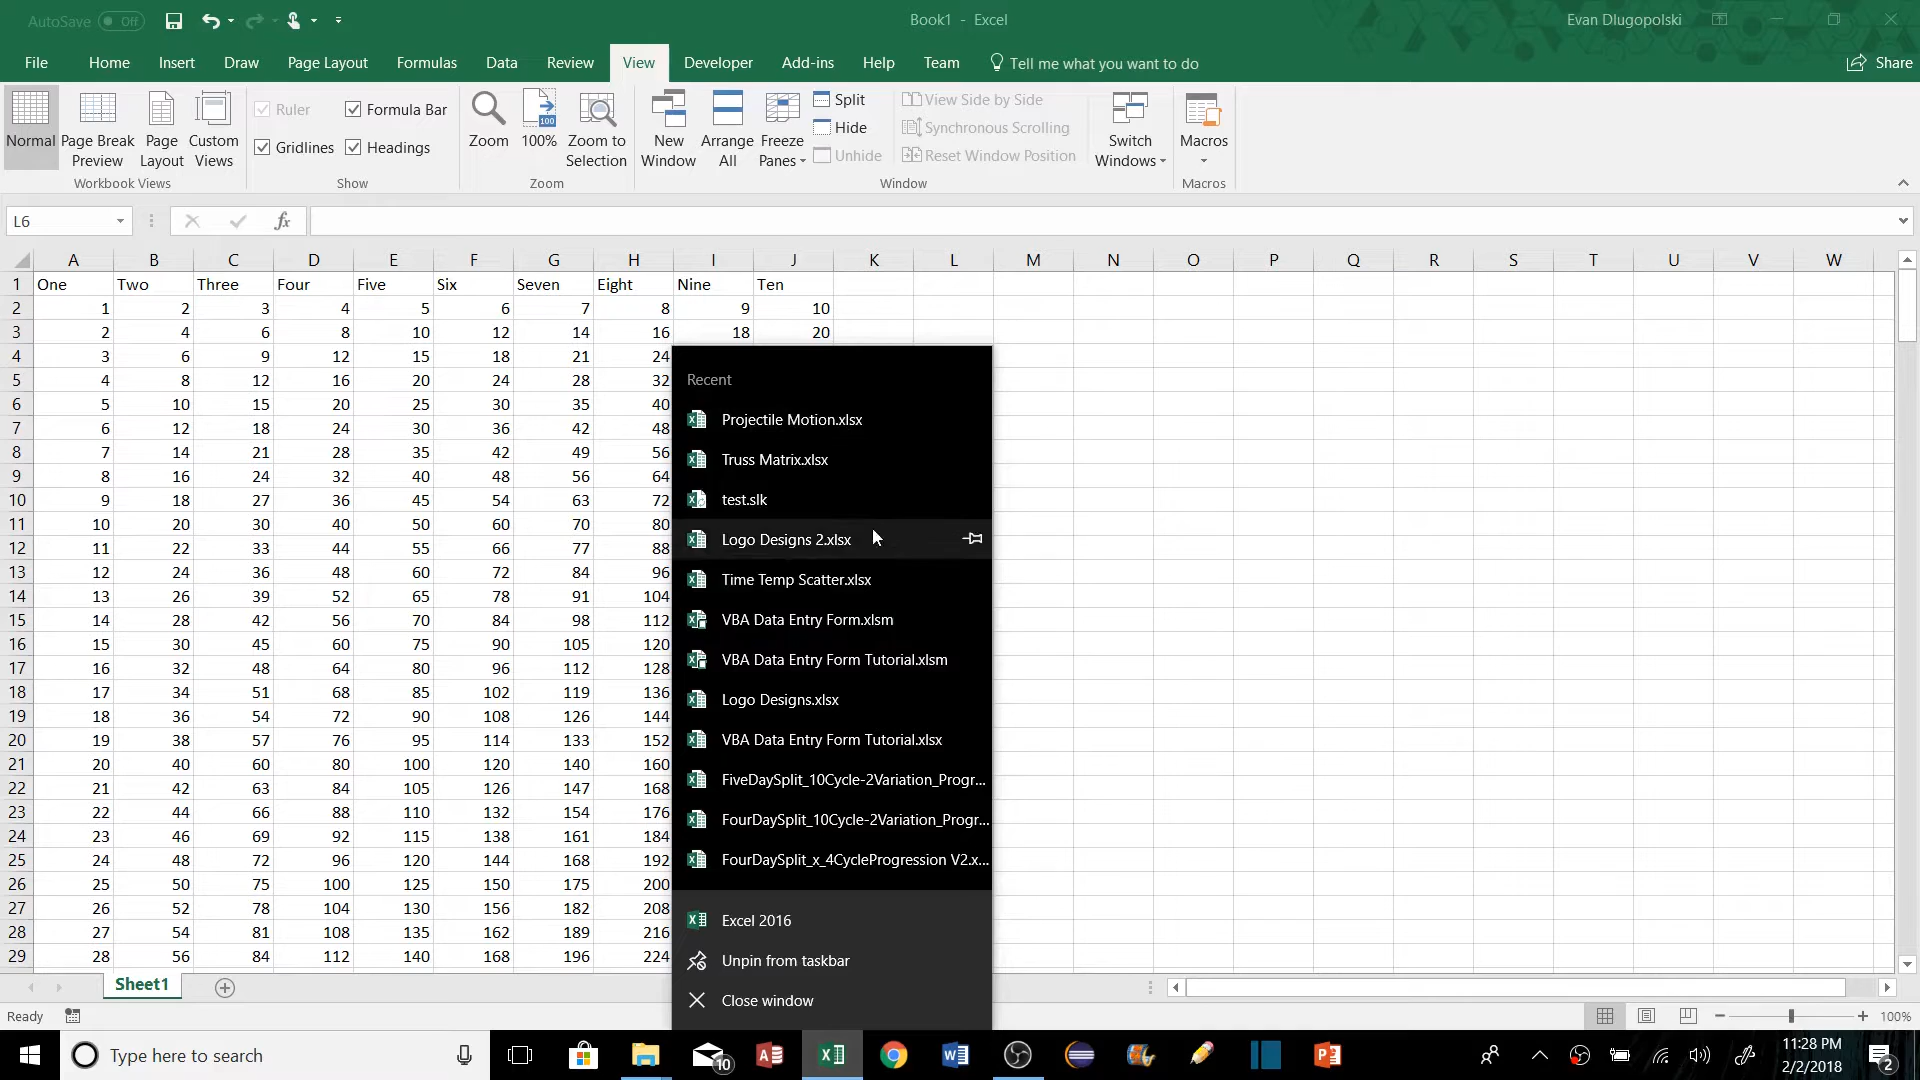 AutoSave Off
Book1 - Excel
Evan Dlugopolski
File Home Insert Draw Page Layout Formulas Data Review View Developer Add-ins Help Team Tell me what you want to do Share
Normal
Page Break Preview
Page Layout
Custom Views
Workbook Views
Ruler
Formula Bar
Gridlines
Headings
Show
Zoom
100
100%
Zoom to Selection
Zoom
New Window
Arrange All
Freeze Panes
Split
Hide
Unhide
View Side by Side
Synchronous Scrolling
Reset Window Position
Window
Switch Windows
Macros
Macros
L6
fx
A B C D E F G H I J K L M N O P Q R S T U V W
1 One Two Three Four Five Six Seven Eight Nine Ten
2 1 2 3 4 5 6 7 8 9 10
3 2 4 6 8 10 12 14 16 18 20
4 3 6 9 12 15 18 21 24
5 4 8 12 16 20 24 28 32
6 5 10 15 20 25 30 35 40
7 6 12 18 24 30 36 42 48
8 7 14 21 28 35 42 49 56
9 8 16 24 32 40 48 56 64
10 9 18 27 36 45 54 63 72
11 10 20 30 40 50 60 70 80
12 11 22 33 44 55 66 77 88
13 12 24 36 48 60 72 84 96
14 13 26 39 52 65 78 91 104
15 14 28 42 56 70 84 98 112
16 15 30 45 60 75 90 105 120
17 16 32 48 64 80 96 112 128
18 17 34 51 68 85 102 119 136
19 18 36 54 72 90 108 126 144
20 19 38 57 76 95 114 133 152
21 20 40 60 80 100 120 140 160
22 21 42 63 84 105 126 147 168
23 22 44 66 88 110 132 154 176
24 23 46 69 92 115 138 161 184
25 24 48 72 96 120 144 168 192
26 25 50 75 100 125 150 175 200
27 26 52 78 104 130 156 182 208
28 27 54 81 108 135 162 189 216
29 28 56 84 112 140 168 196 224
Recent
Projectile Motion.xlsx
Truss Matrix.xlsx
test.slk
Logo Designs 2.xlsx
Time Temp Scatter.xlsx
VBA Data Entry Form.xlsm
VBA Data Entry Form Tutorial.xlsm
Logo Designs.xlsx
VBA Data Entry Form Tutorial.xlsx
FiveDaySplit_10Cycle-2Variation_Progr...
FourDaySplit_10Cycle-2Variation_Progr...
FourDaySplit_x_4CycleProgression V2.x...
Excel 2016
Unpin from taskbar
Close window
Sheet1
Ready
100%
Type here to search
10
11:28 PM
2/2/2018
2